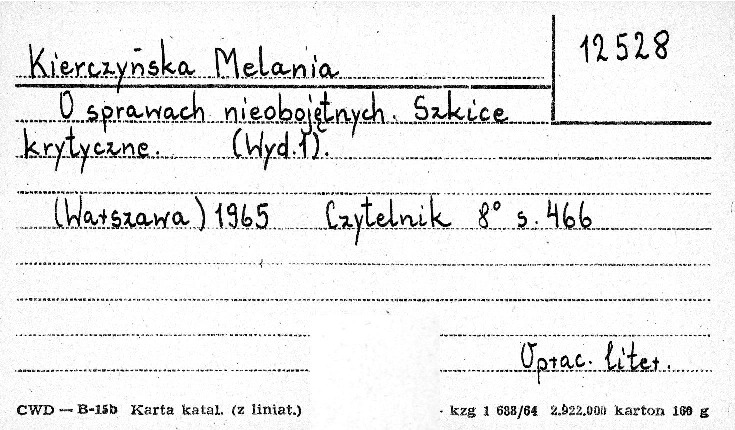 12528
Kierczyńska Melania
O sprawach nieobojętnych. Szkice
krytyczne. (Wyd.1).
(Warszawa) 1965 Czytelnik 8° s. 466
Oprac. liter.
CWD — B-15b Karta katal. (z liniat.) kzg 1 688/64 2.922.000 karton 160 g